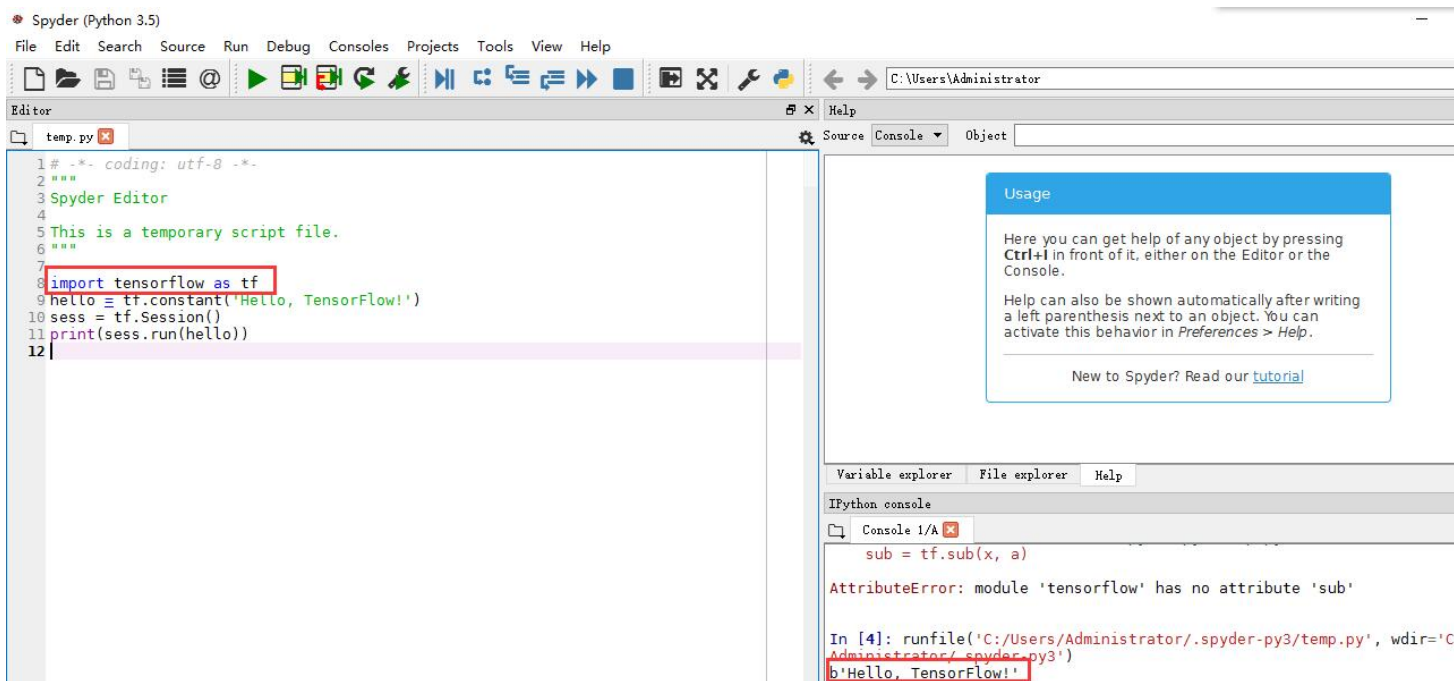 Spyder (Python 3.5)
File Edit Search Source Run Debug Consoles Projects Tools View Help
C:\Users\Administrator
Editor
temp.py
1 # -*- coding: utf-8 -*-
2 """
3 Spyder Editor
4
5 This is a temporary script file.
6 """
7
8 import tensorflow as tf
9 hello = tf.constant('Hello, TensorFlow!')
10 sess = tf.Session()
11 print(sess.run(hello))
12
Help
Source Console Object
Usage
Here you can get help of any object by pressing
Ctrl+I in front of it, either on the Editor or the
Console.
Help can also be shown automatically after writing
a left parenthesis next to an object. You can
activate this behavior in Preferences > Help.
New to Spyder? Read our tutorial
Variable explorer File explorer Help
IPython console
Console 1/A
sub = tf.sub(x, a)
AttributeError: module 'tensorflow' has no attribute 'sub'
In [4]: runfile('C:/Users/Administrator/.spyder-py3/temp.py', wdir='C
Administrator/.spyder-py3')
b'Hello, TensorFlow!'